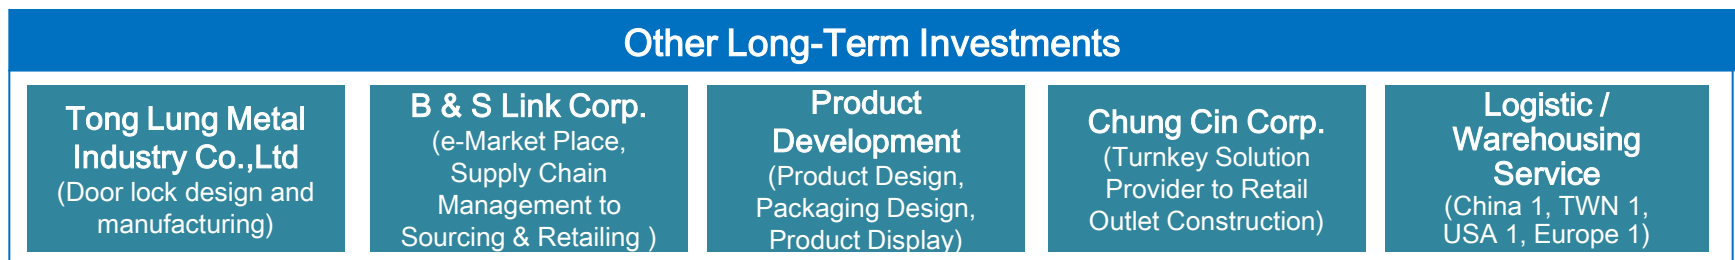 Other Long-Term Investments
Tong Lung Metal
Industry Co.,Ltd
(Door lock design and
manufacturing)
B & S Link Corp.
(e-Market Place,
Supply Chain
Management to
Sourcing & Retailing )
Product
Development
(Product Design,
Packaging Design,
Product Display)
Chung Cin Corp.
(Turnkey Solution
Provider to Retail
Outlet Construction)
Logistic /
Warehousing
Service
(China 1, TWN 1,
USA 1, Europe 1)